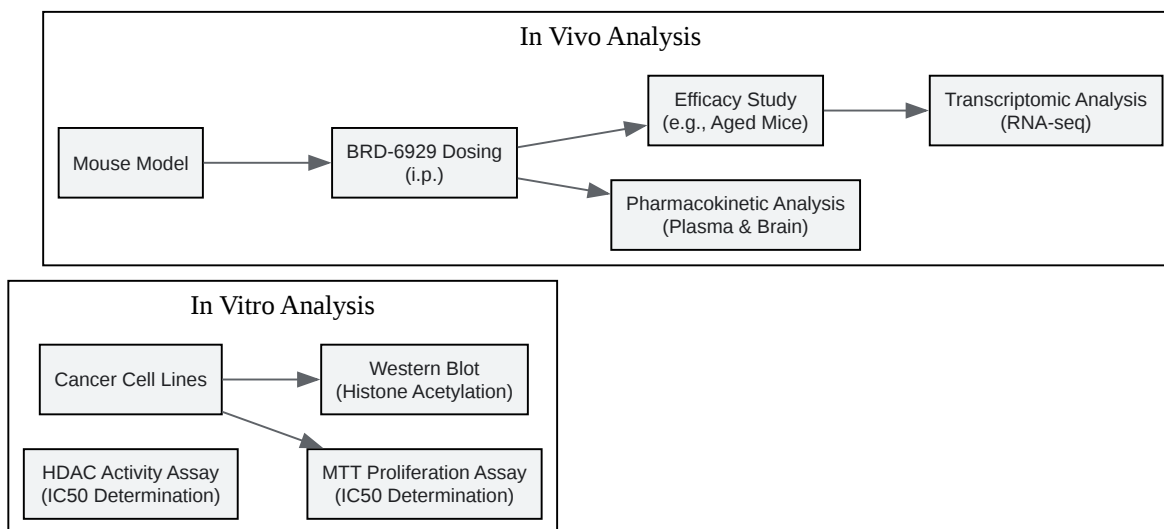 In Vivo Analysis
Mouse Model
BRD-6929 Dosing
(i.p.)
Efficacy Study
(e.g., Aged Mice)
Transcriptomic Analysis
(RNA-seq)
Pharmacokinetic Analysis
(Plasma & Brain)
In Vitro Analysis
Cancer Cell Lines
Western Blot
(Histone Acetylation)
HDAC Activity Assay
(IC50 Determination)
MTT Proliferation Assay
(IC50 Determination)